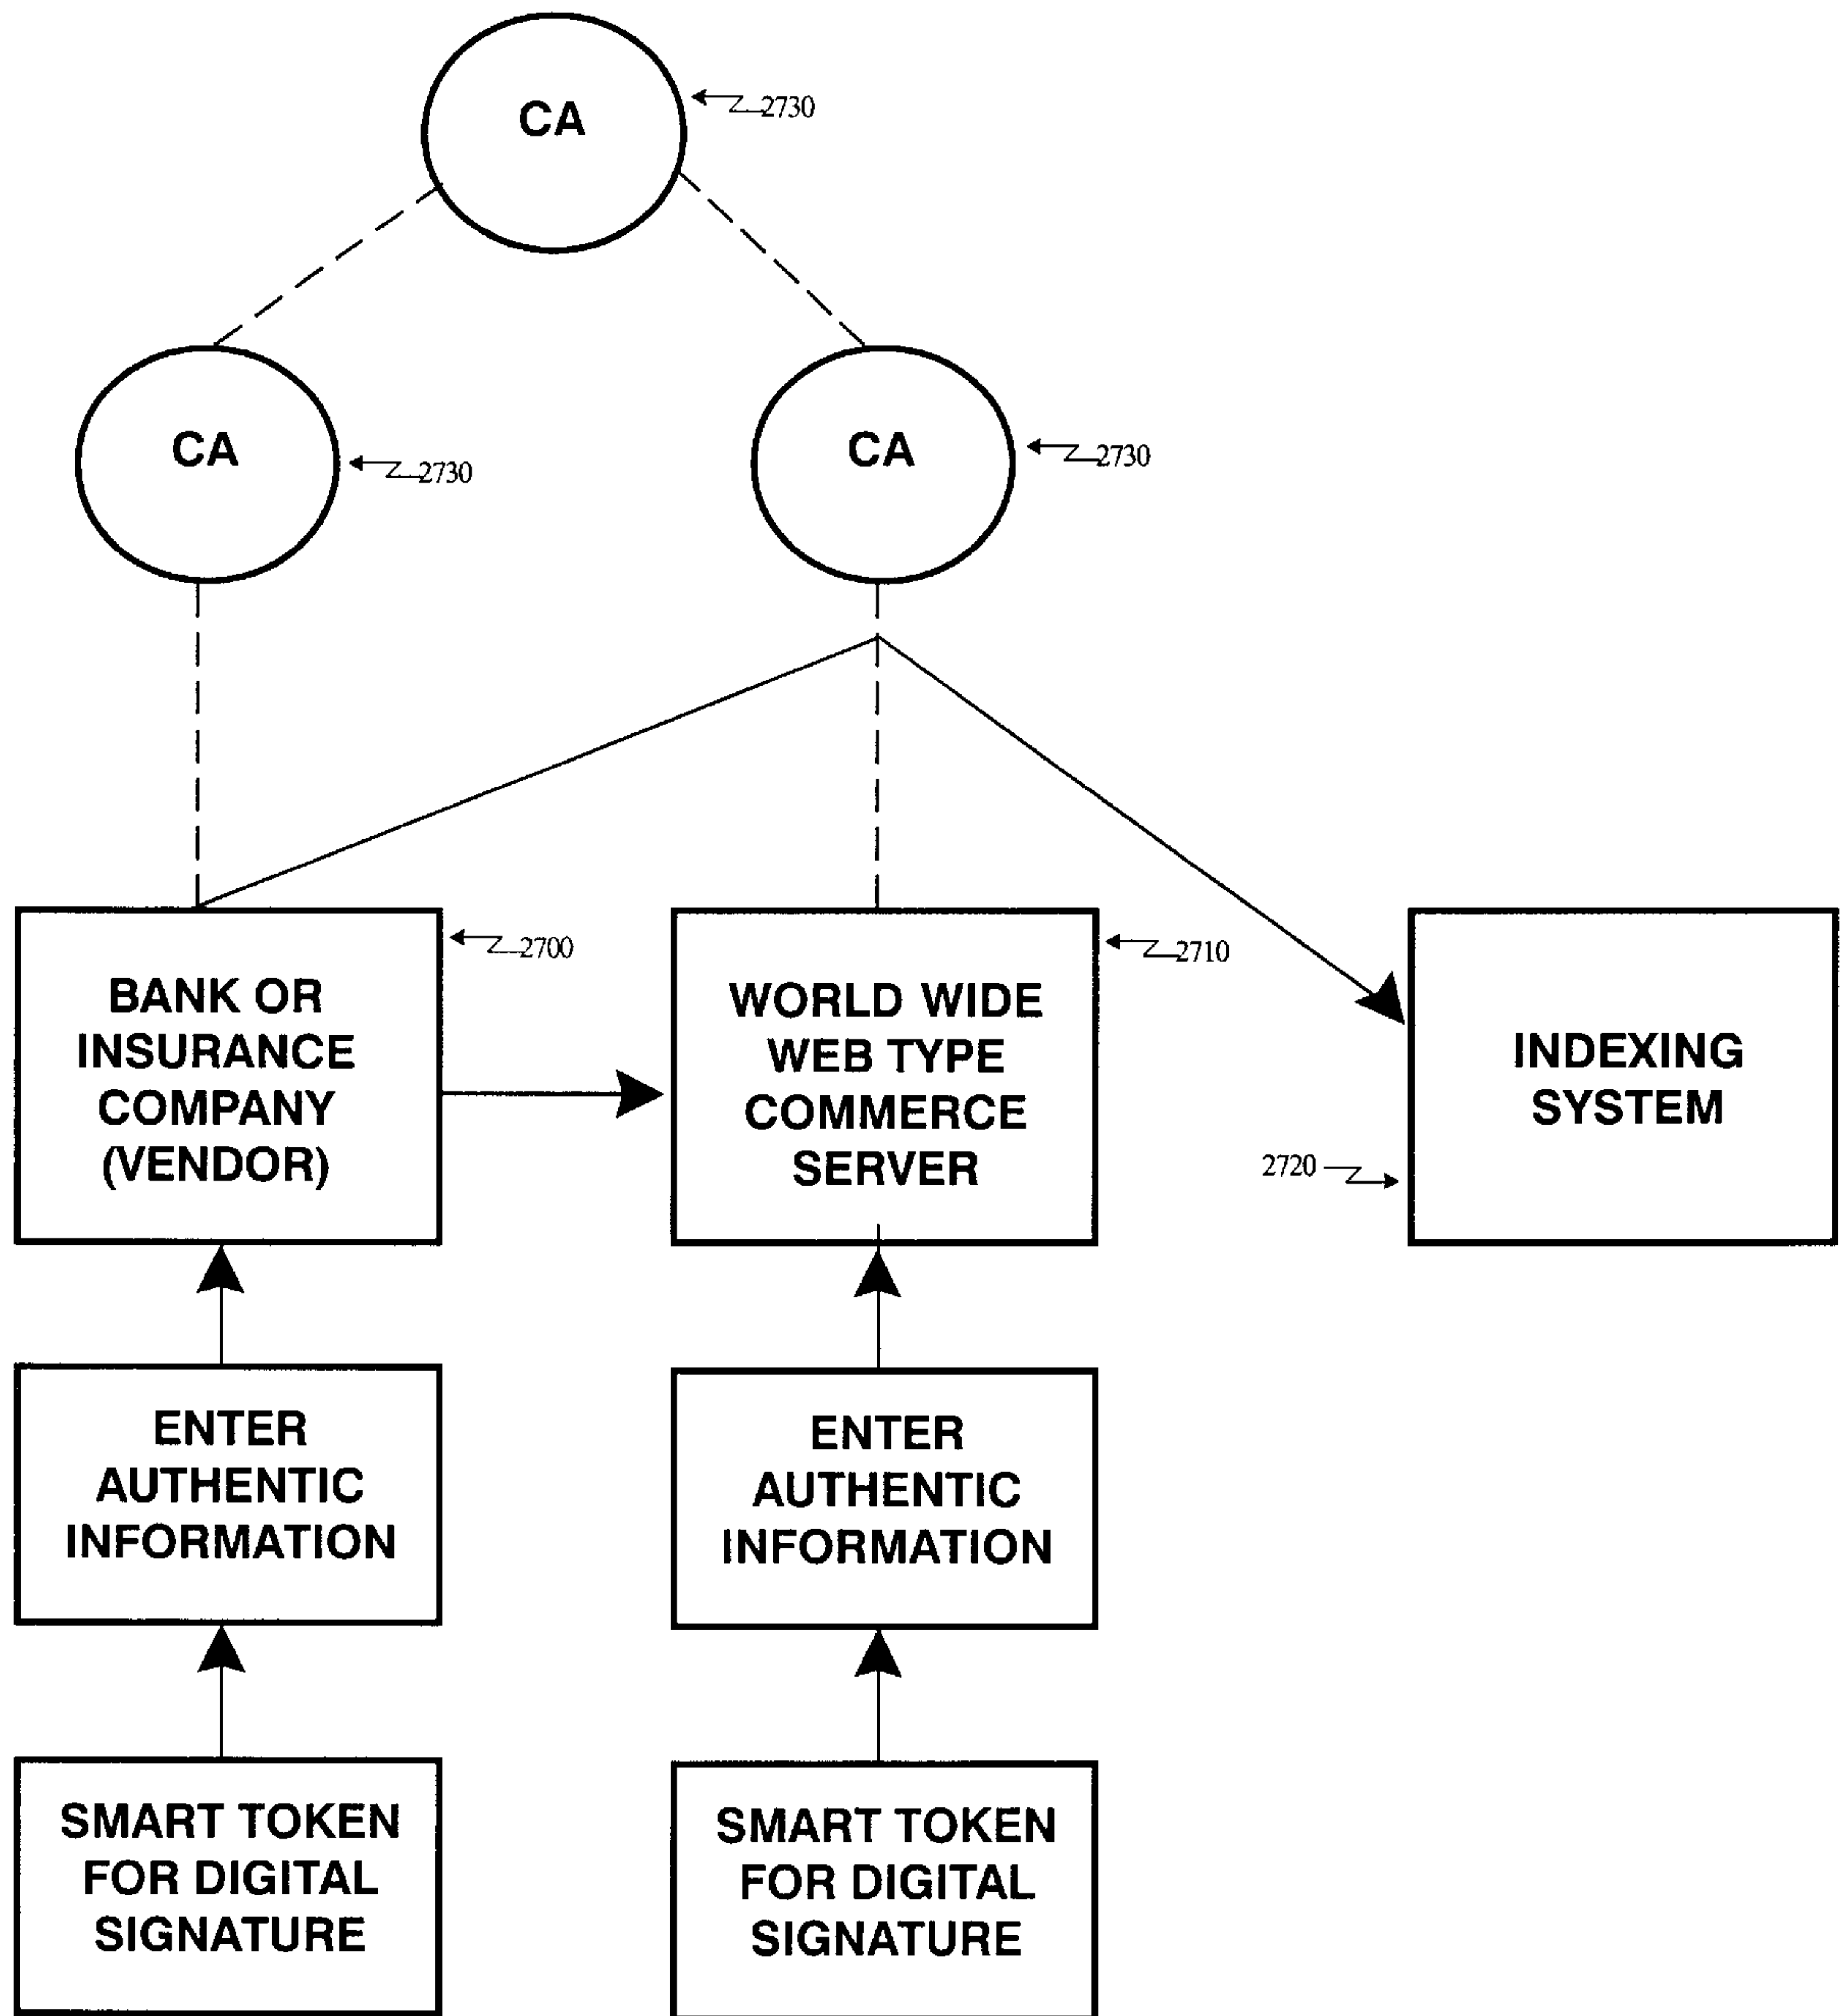 CA
2730
CA
2730
CA
2730
BANK OR
INSURANCE
COMPANY
(VENDOR)
2700
WORLD WIDE
WEB TYPE
COMMERCE
SERVER
2710
INDEXING
SYSTEM
2720
ENTER
AUTHENTIC
INFORMATION
ENTER
AUTHENTIC
INFORMATION
SMART TOKEN
FOR DIGITAL
SIGNATURE
SMART TOKEN
FOR DIGITAL
SIGNATURE